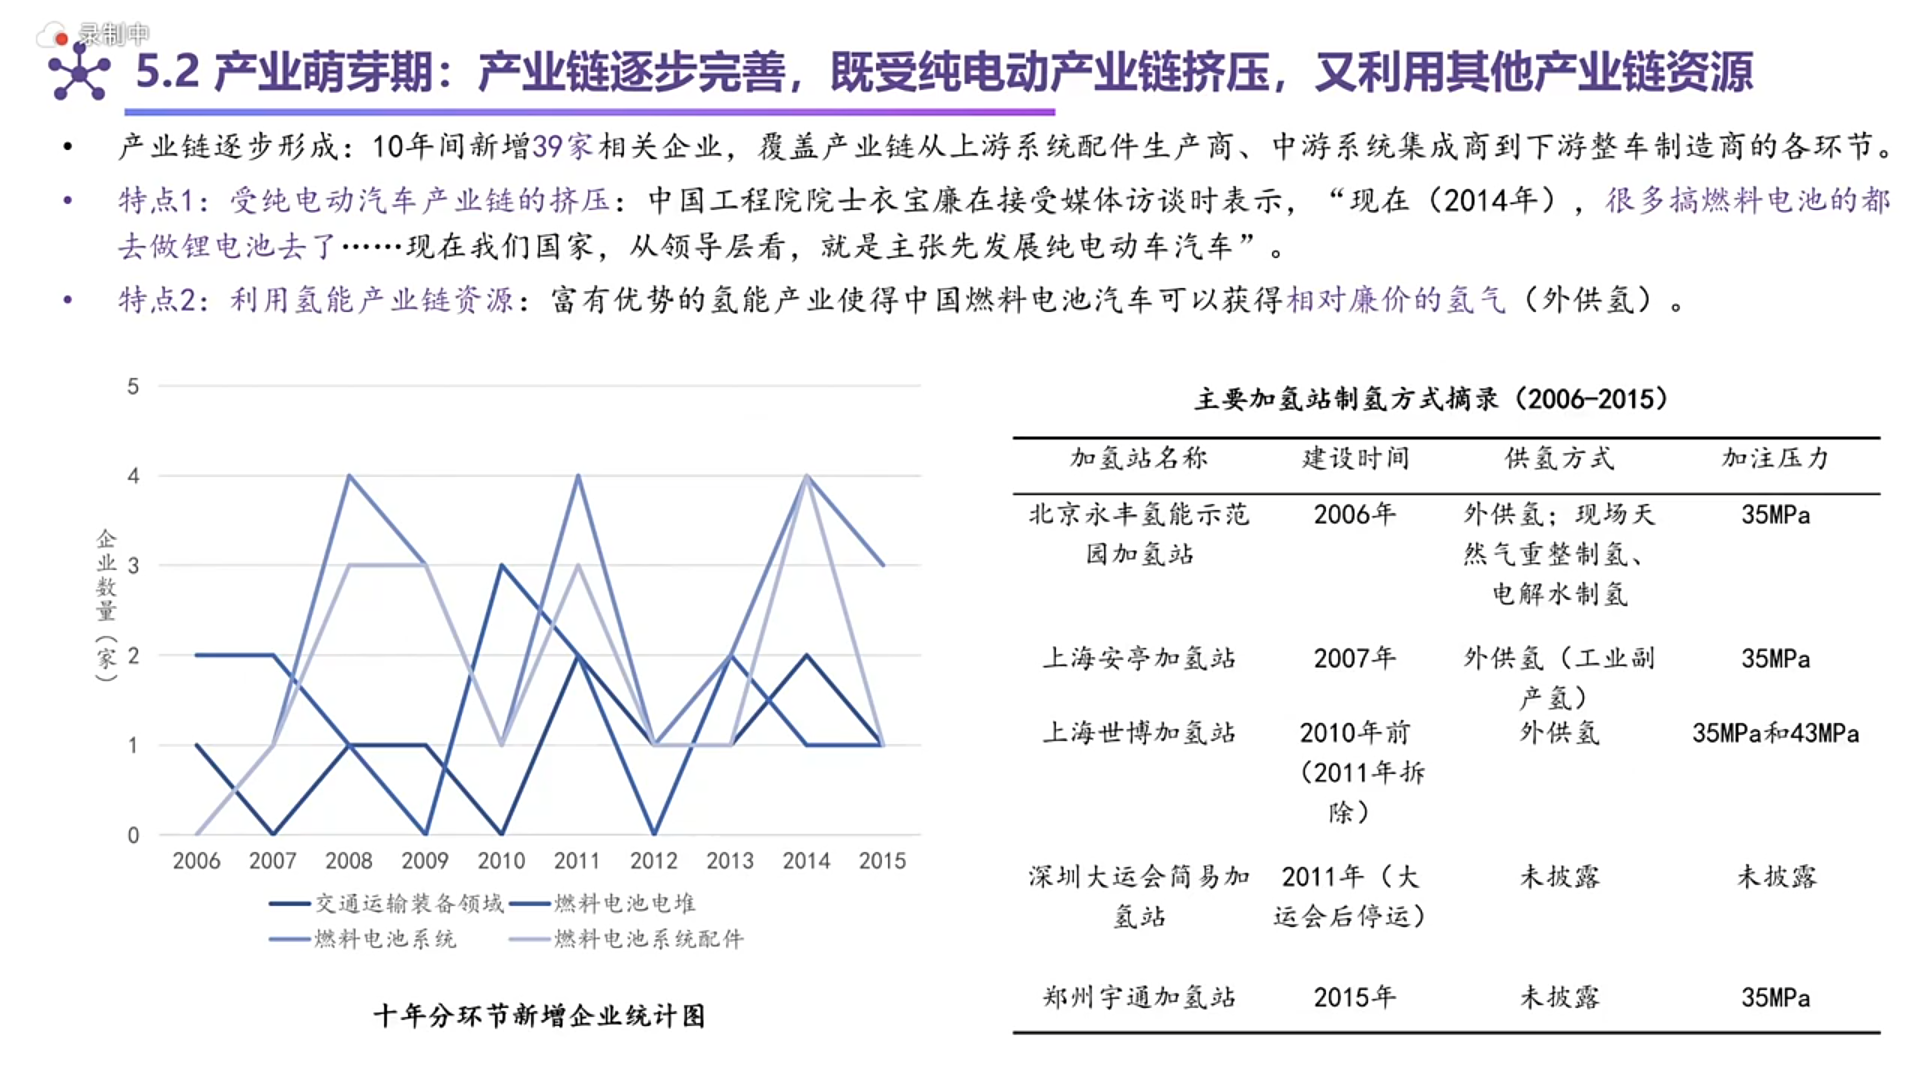 录制中
5.2 产业萌芽期：产业链逐步完善，既受纯电动产业链挤压，又利用其他产业链资源
• 产业链逐步形成：10年间新增39家相关企业，覆盖产业链从上游系统配件生产商、中游系统集成商到下游整车制造商的各环节。
• 特点1：受纯电动汽车产业链的挤压：中国工程院院士衣宝廉在接受媒体访谈时表示，“现在（2014年），很多搞燃料电池的都
去做锂电池去了……现在我们国家，从领导层看，就是主张先发展纯电动车汽车”。
• 特点2：利用氢能产业链资源：富有优势的氢能产业使得中国燃料电池汽车可以获得相对廉价的氢气（外供氢）。
5
4
3
2
1
0
企业数量（家）
2006 2007 2008 2009 2010 2011 2012 2013 2014 2015
交通运输装备领域 燃料电池电堆
燃料电池系统 燃料电池系统配件
十年分环节新增企业统计图
主要加氢站制氢方式摘录（2006-2015）
加氢站名称 建设时间 供氢方式 加注压力
北京永丰氢能示范 2006年 外供氢；现场天 35MPa
园加氢站 然气重整制氢、
电解水制氢
上海安亭加氢站 2007年 外供氢（工业副 35MPa
产氢）
上海世博加氢站 2010年前 外供氢 35MPa和43MPa
（2011年拆
除）
深圳大运会简易加 2011年（大 未披露 未披露
氢站 运会后停运）
郑州宇通加氢站 2015年 未披露 35MPa